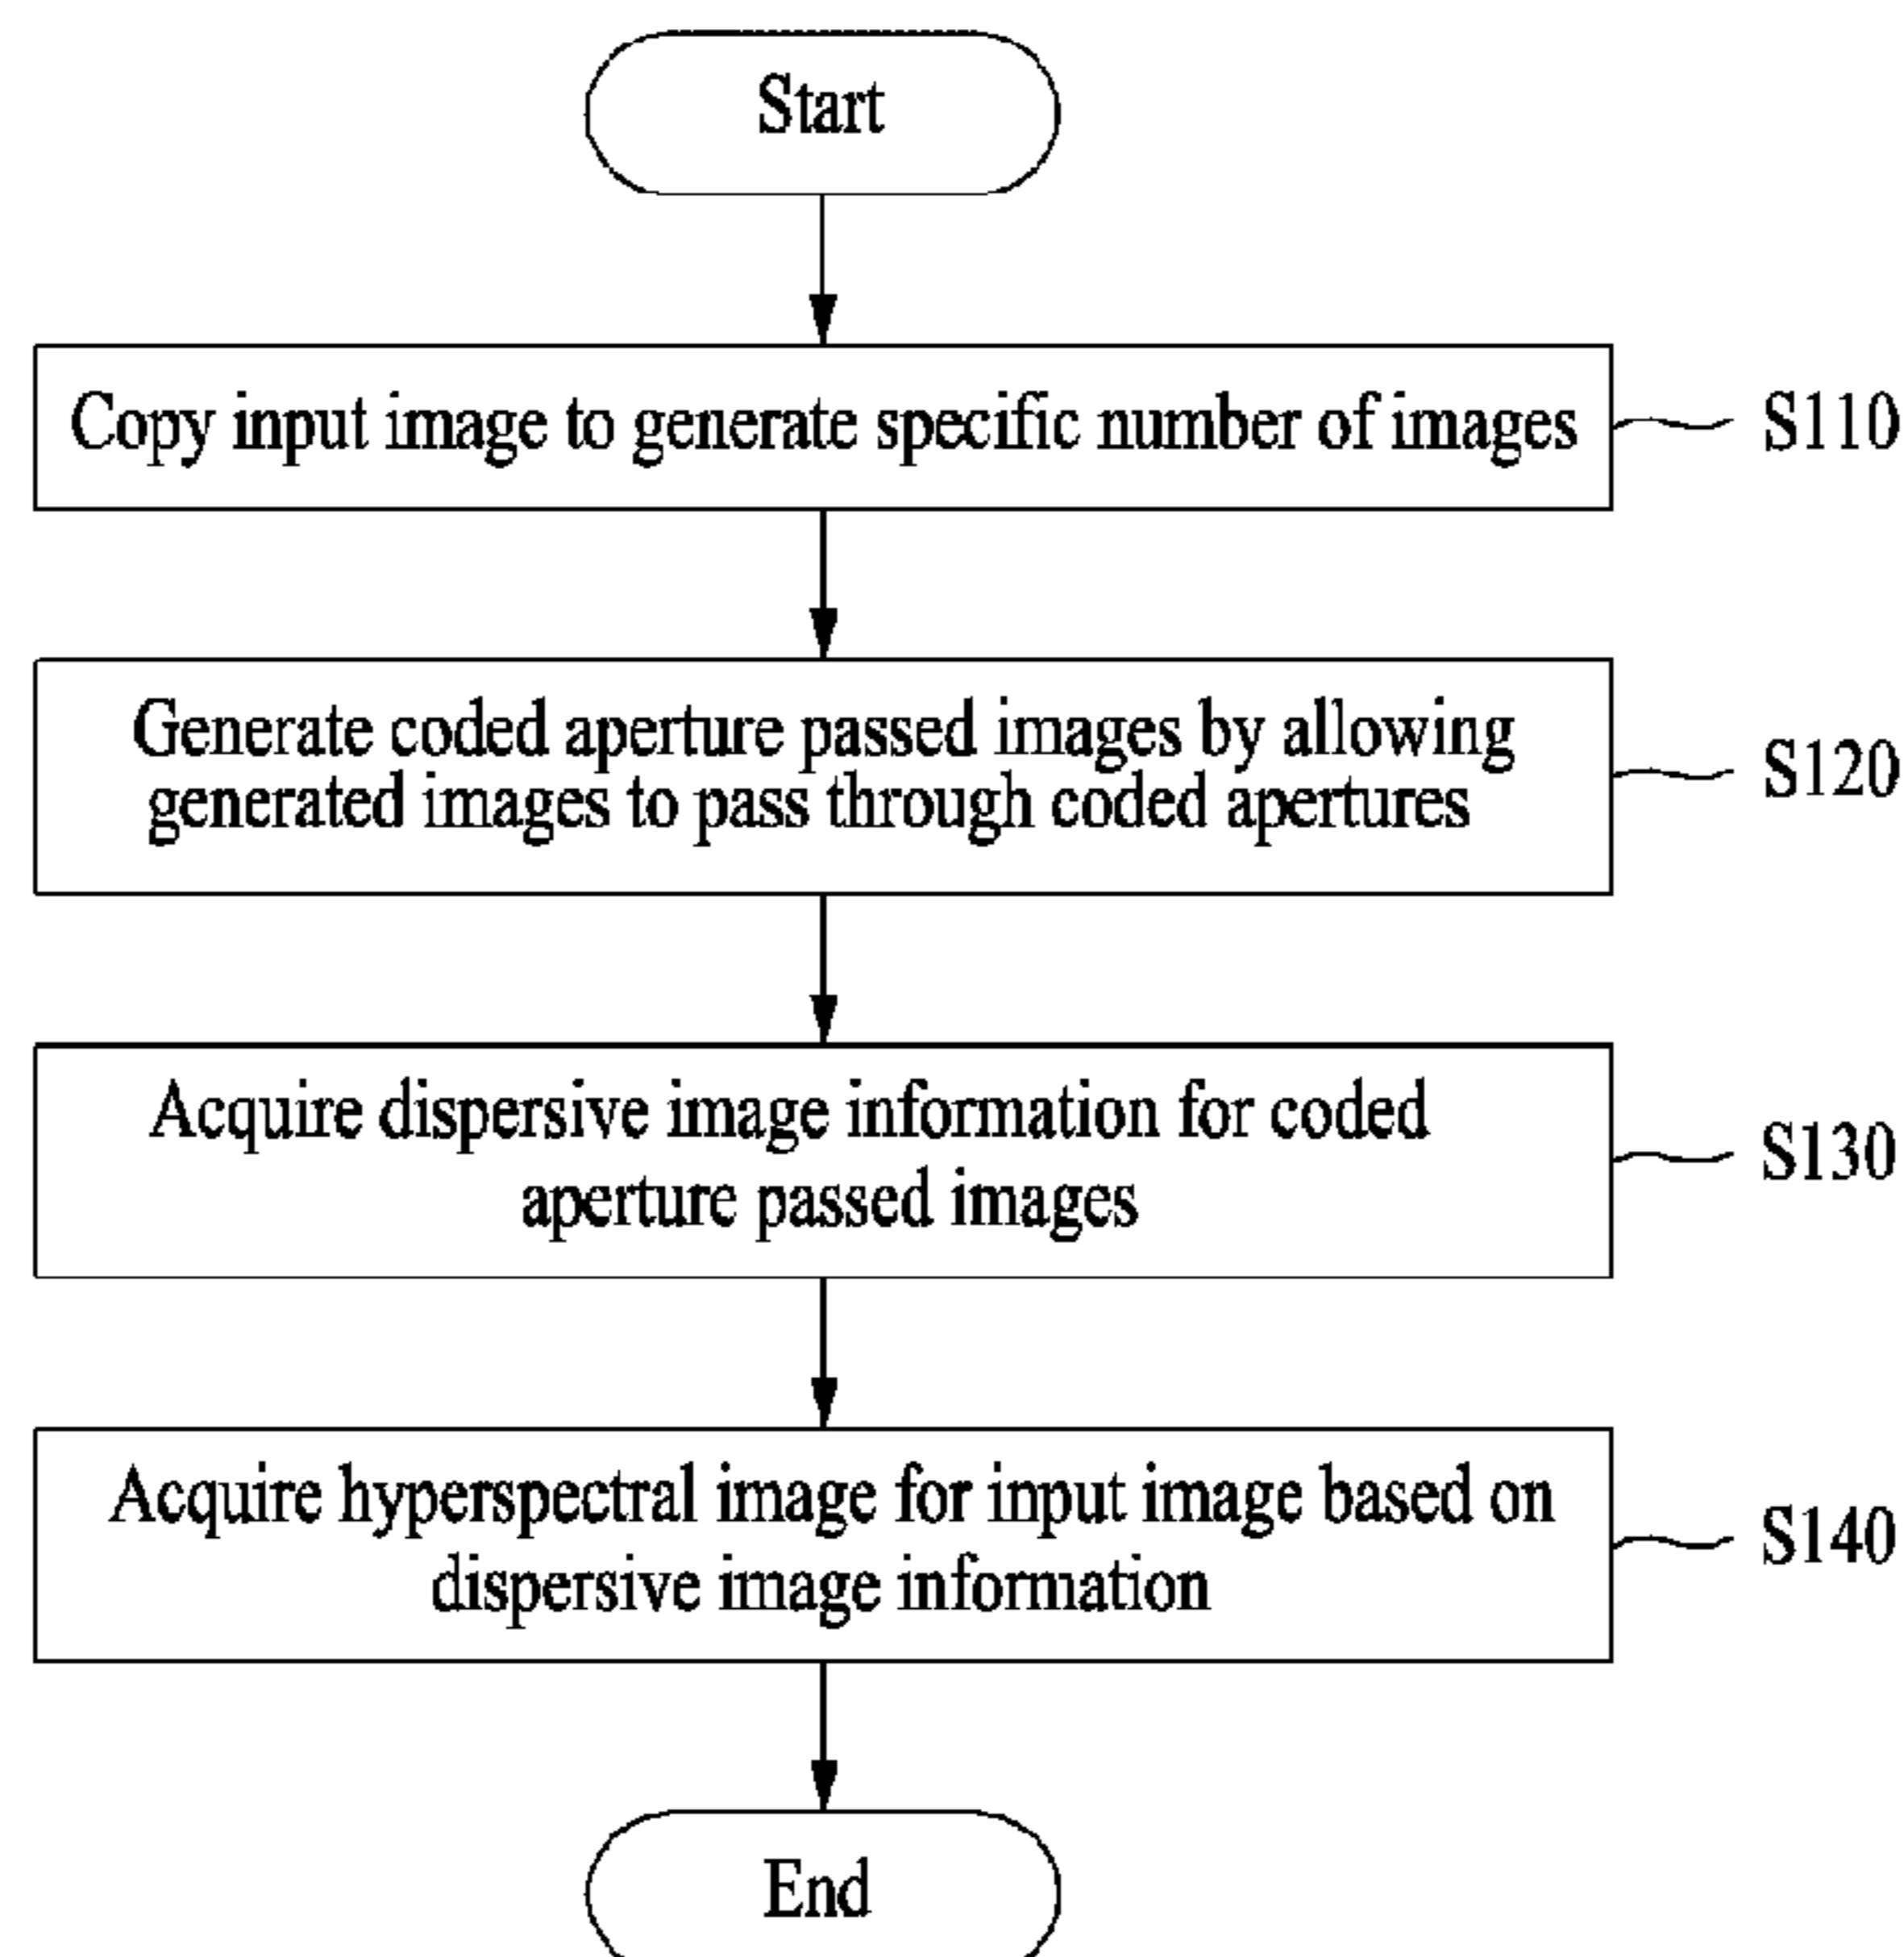 Start
Copy input image to generate specific number of images
S110
Generate coded aperture passed images by allowing
generated images to pass through coded apertures
S120
Acquire dispersive image information for coded
aperture passed images
S130
Acquire hyperspectral image for input image based on
dispersive image information
S140
End